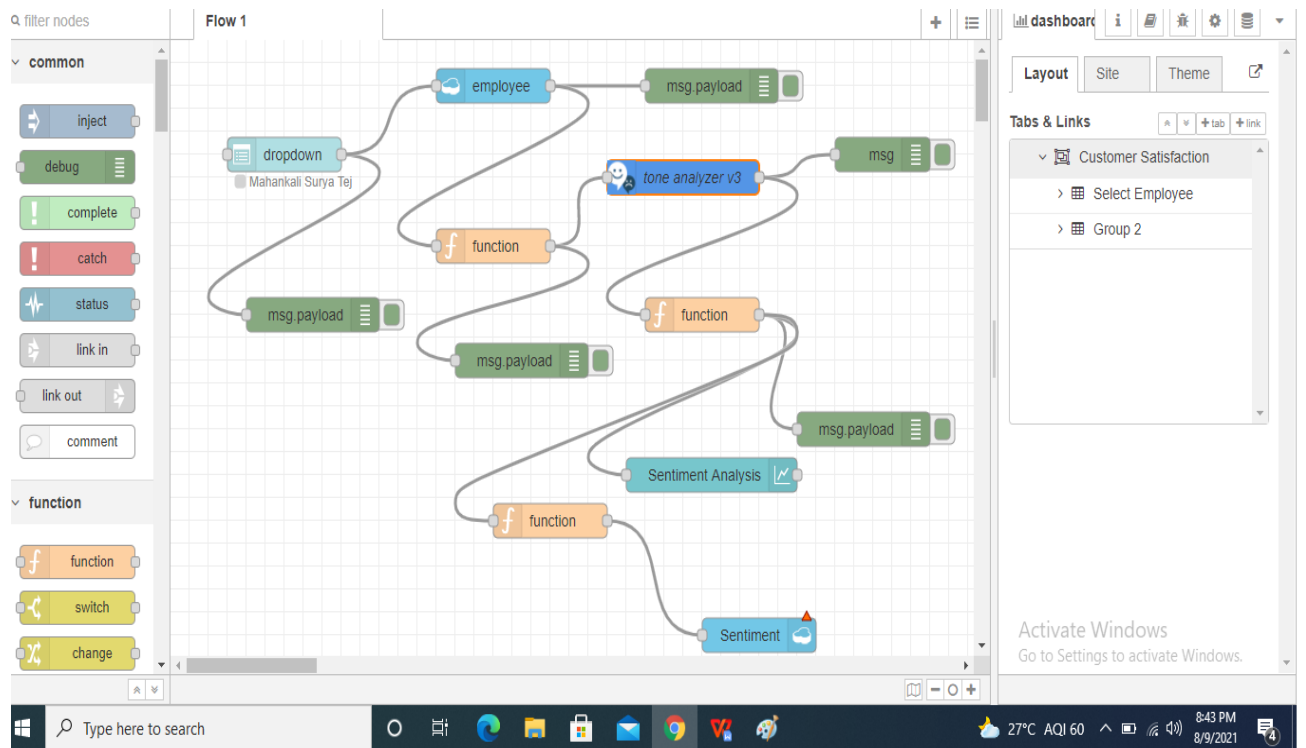 filter nodes
Flow 1
dashboard
common
inject
debug
complete
catch
status
link in
link out
comment
function
function
switch
change
employee
msg.payload
dropdown
Mahankali Surya Tej
tone analyzer v3
msg
function
msg.payload
function
msg.payload
msg.payload
Sentiment Analysis
function
Sentiment
Layout
Site
Theme
Tabs & Links
+tab
+link
Customer Satisfaction
Select Employee
Group 2
Activate Windows
Go to Settings to activate Windows.
Type here to search
27°C AQI 60
8:43 PM
8/9/2021
4